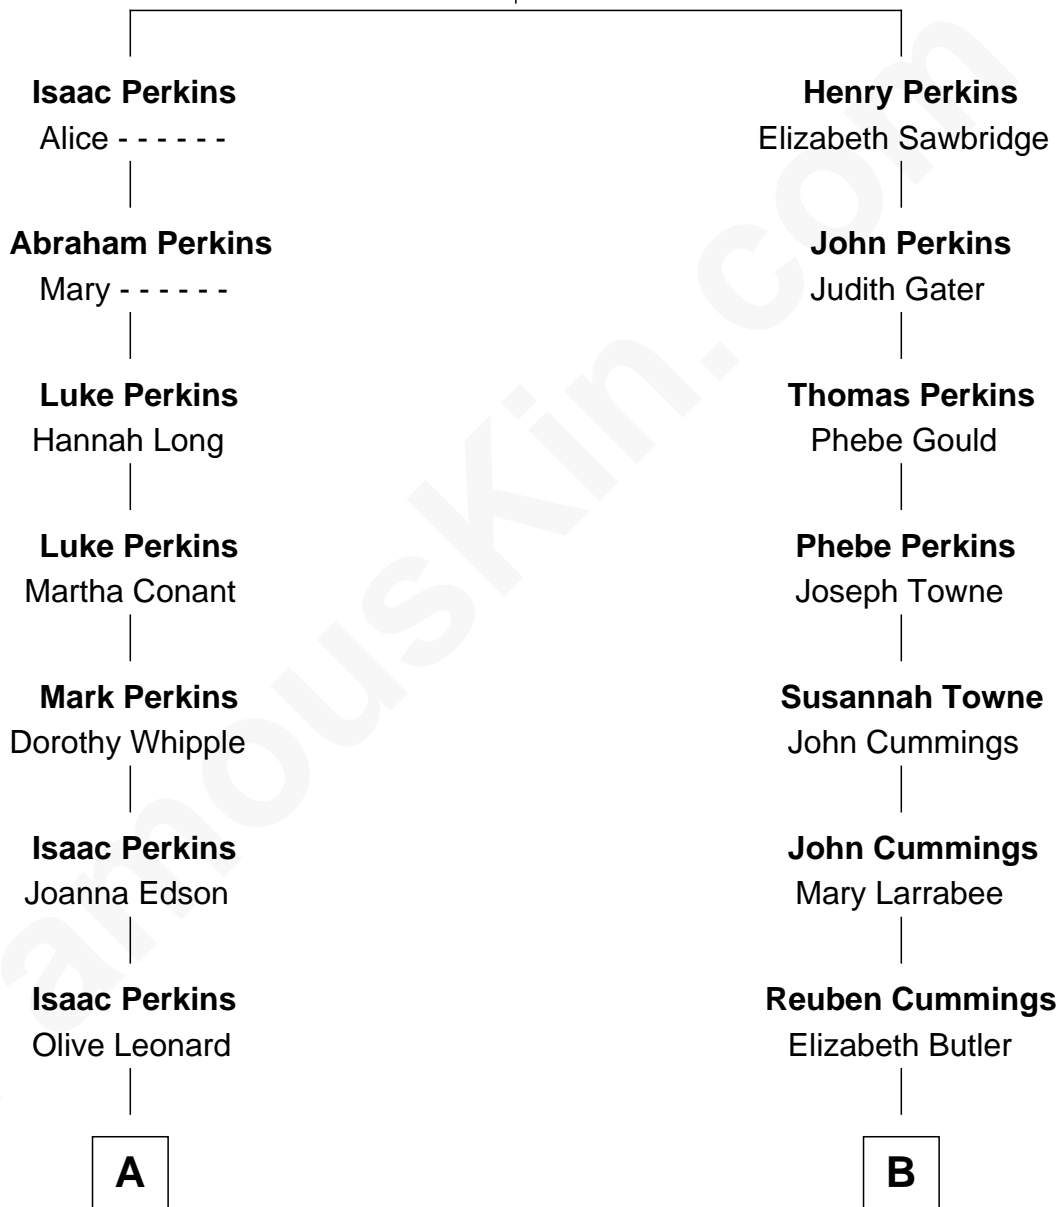 Isaac Perkins
Alice - - - - - -
Abraham Perkins
Mary - - - - - -
Luke Perkins
Hannah Long
Luke Perkins
Martha Conant
Mark Perkins
Dorothy Whipple
Isaac Perkins
Joanna Edson
Isaac Perkins
Olive Leonard
A
Henry Perkins
Elizabeth Sawbridge
John Perkins
Judith Gater
Thomas Perkins
Phebe Gould
Phebe Perkins
Joseph Towne
Susannah Towne
John Cummings
John Cummings
Mary Larrabee
Reuben Cummings
Elizabeth Butler
B
famouskin.com